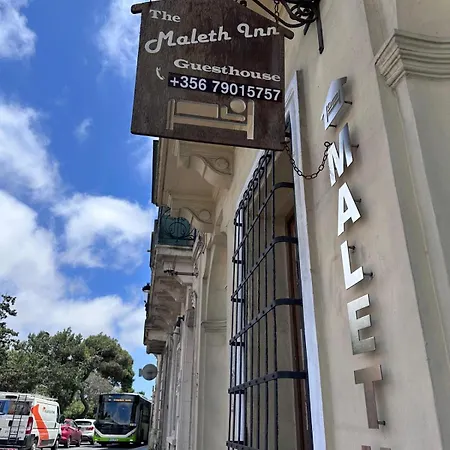 The
Maleth Inn
Guesthouse
+356 79015757
MALET